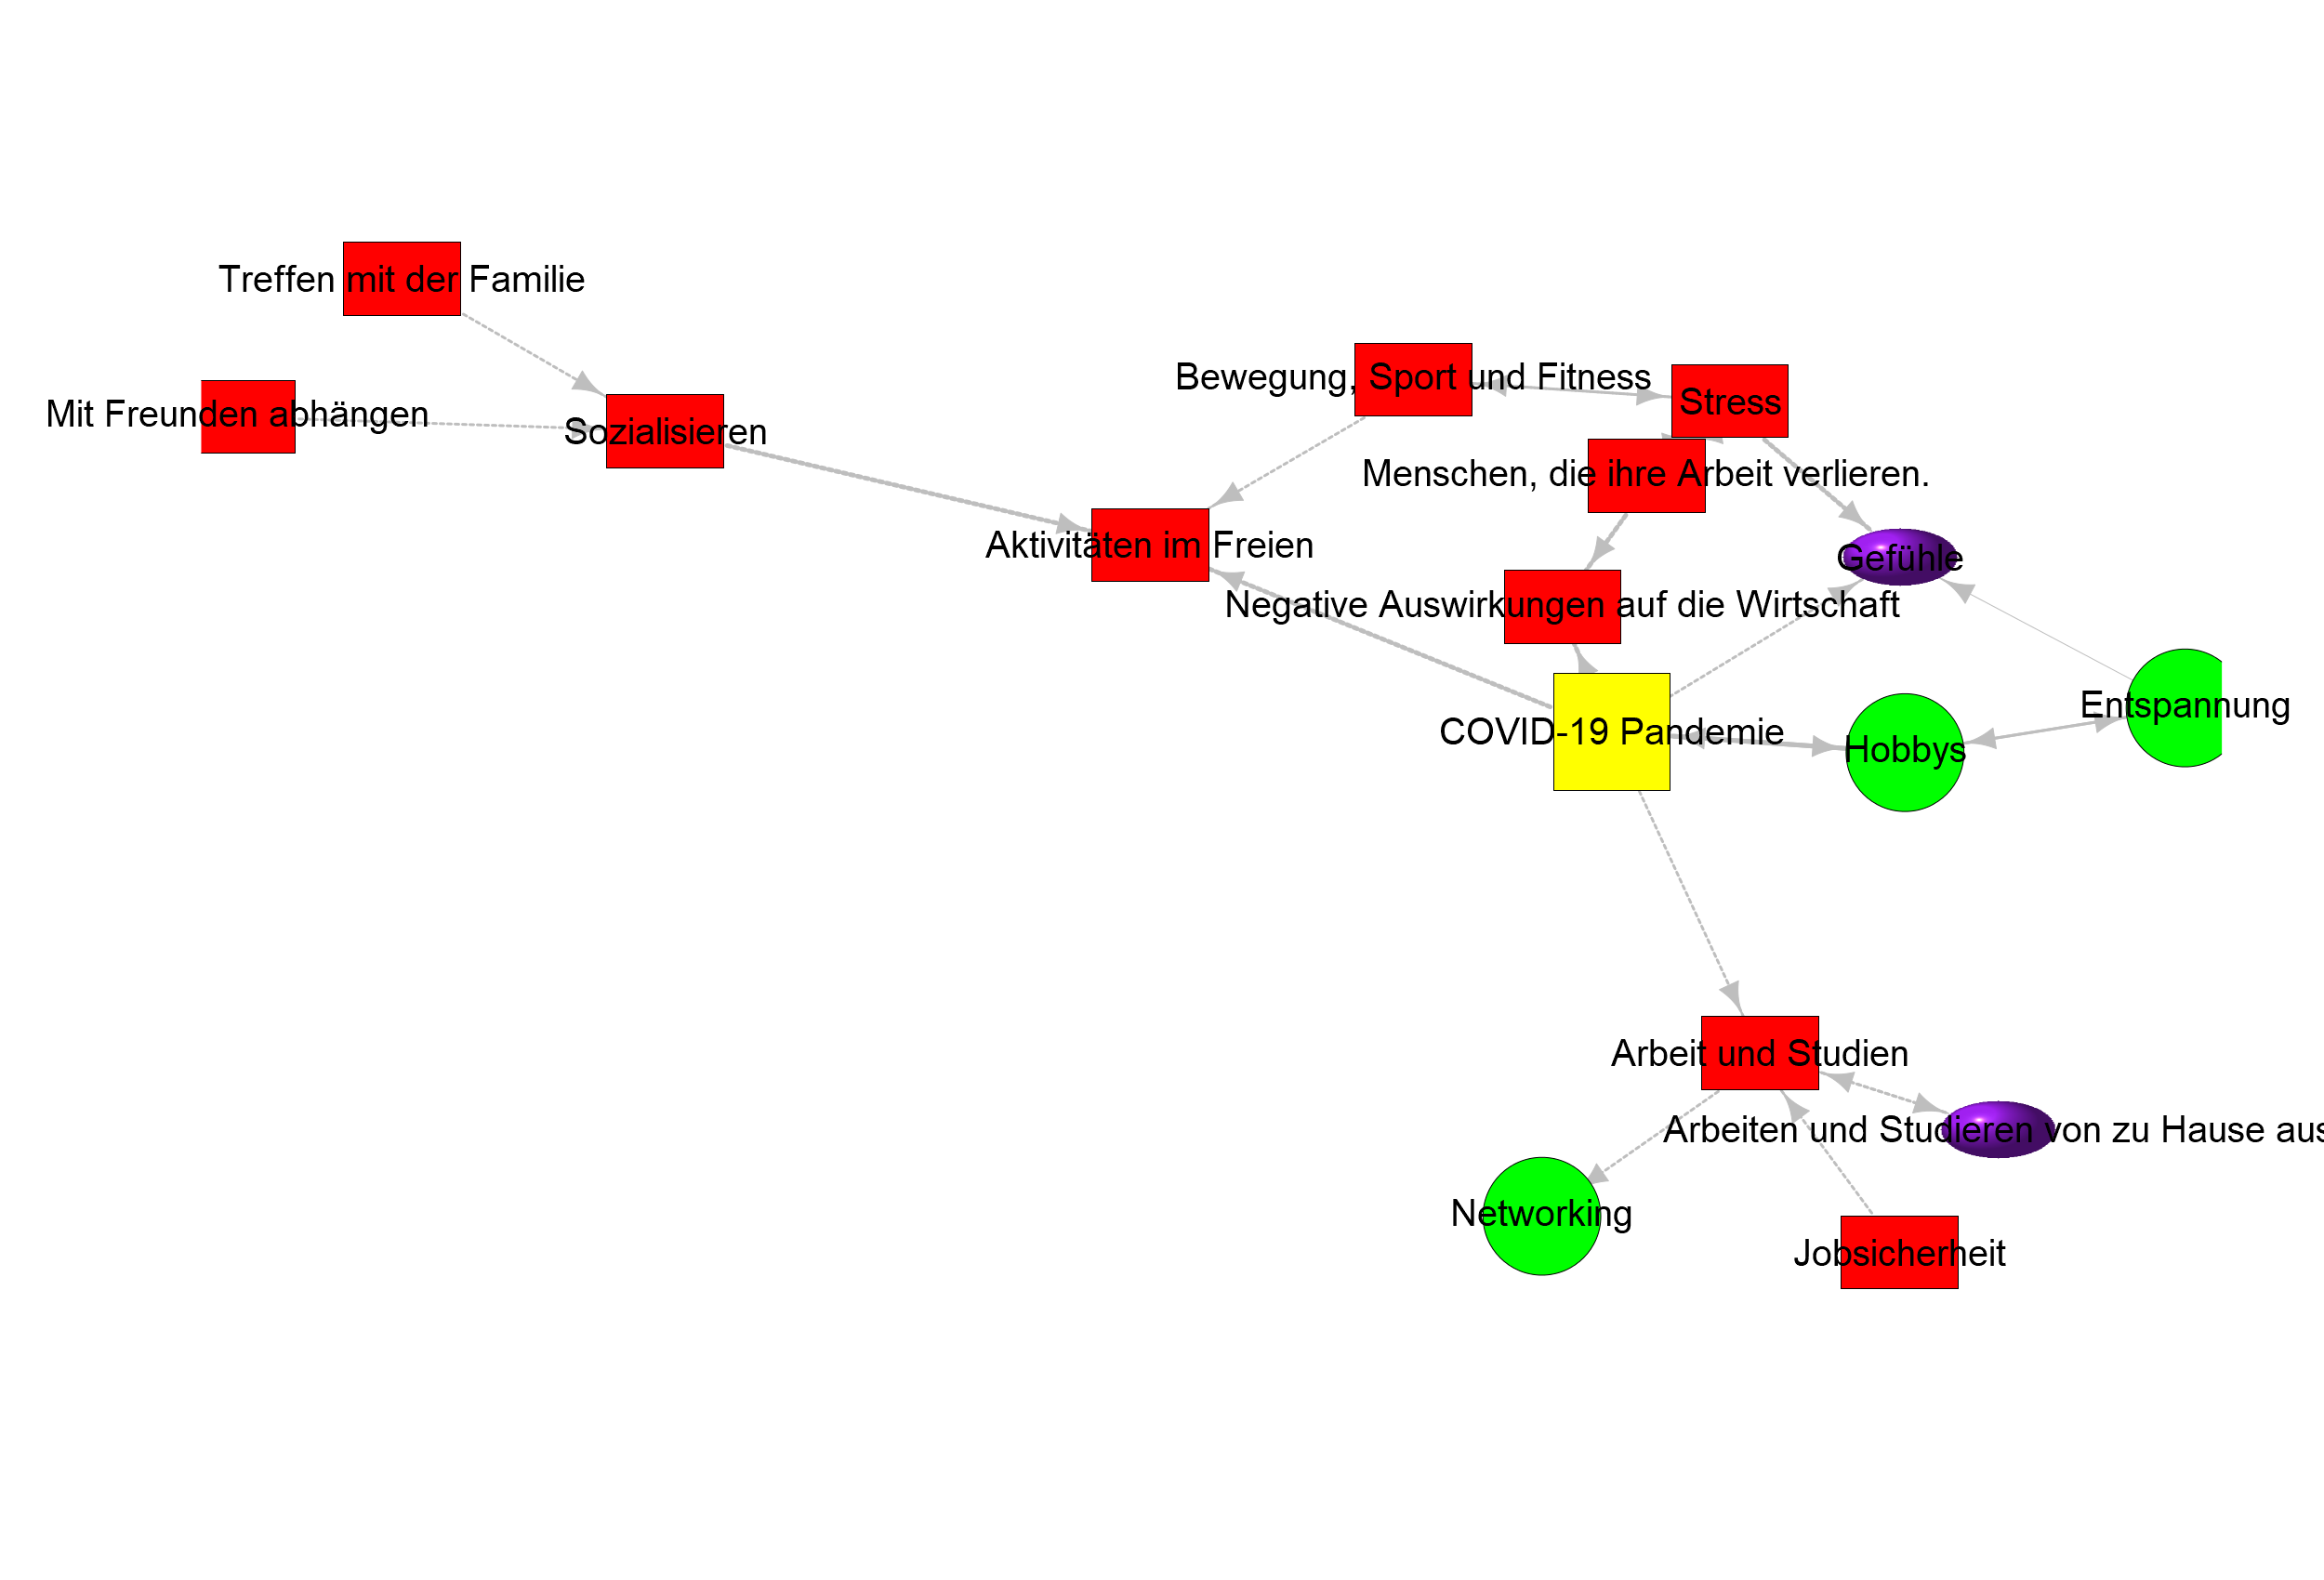 Treffen mit der Familie
Bewegung, Sport und Fitness
Stress
Mit Freunden abhängen
Sozialisieren
Menschen, die ihre Arbeit verlieren.
Aktivitäten im Freien
Gefühle
Negative Auswirkungen auf die Wirtschaft
Entspannung
COVID-19 Pandemie
Hobbys
Arbeit und Studien
Arbeiten und Studieren von zu Hause aus
Networking
Jobsicherheit